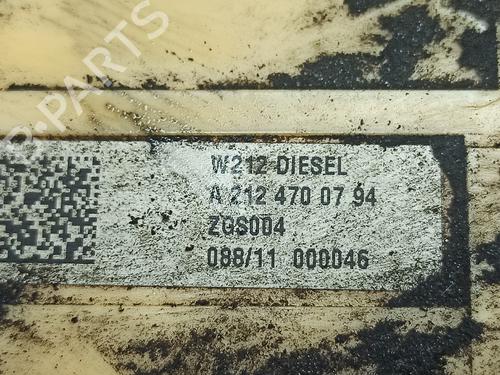 W212 DIESEL
A 212 470 07 94
ZGS004
088/11 000046